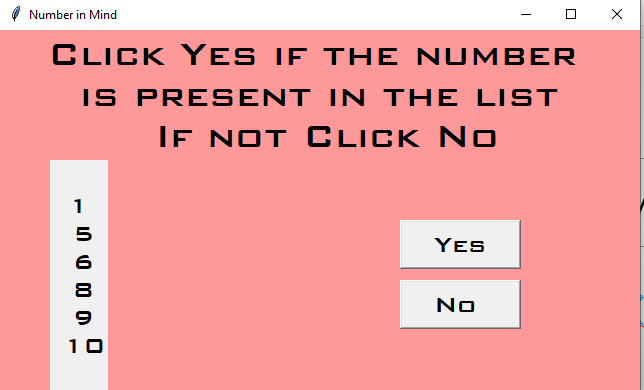 Number in Mind
Click Yes if the number
is present in the list
If not Click No
1
5
6
8
9
10
Yes
No